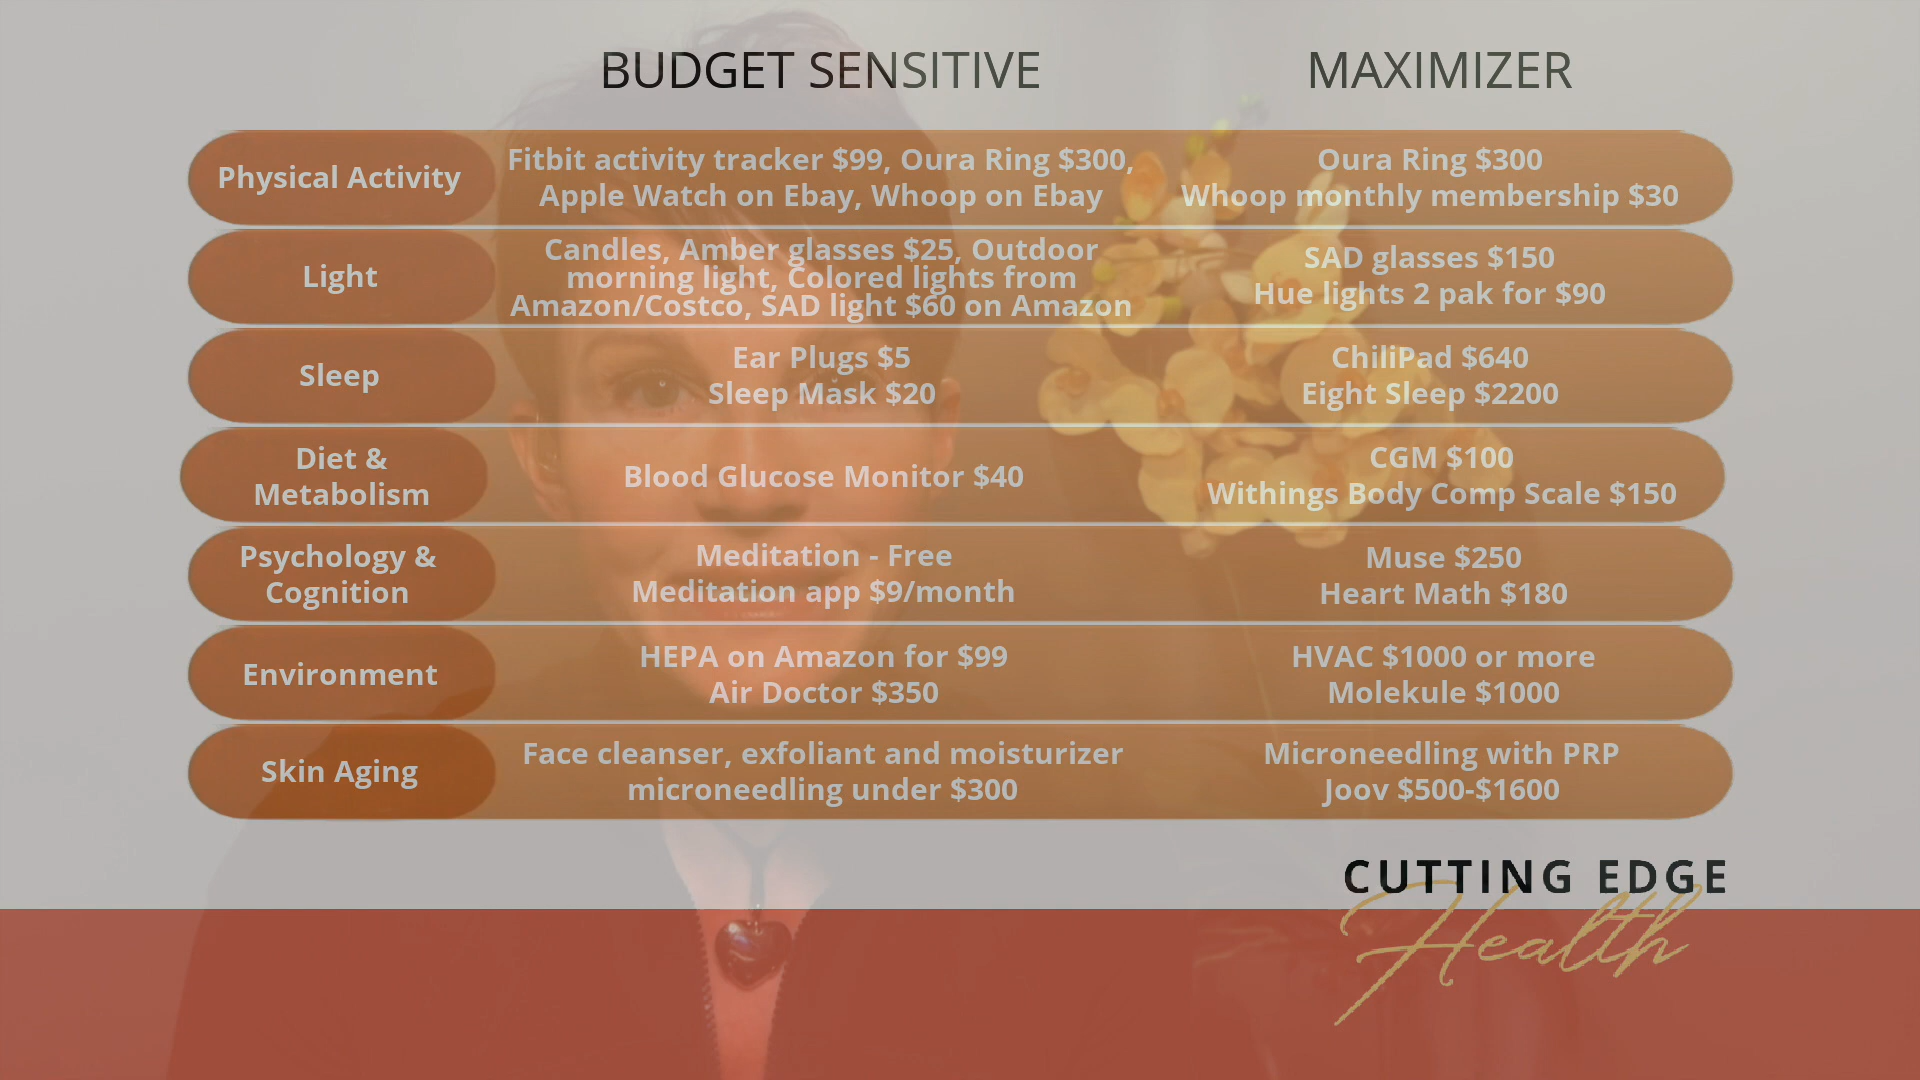 BUDGET SENSITIVE MAXIMIZER
Physical Activity
Fitbit activity tracker $99, Oura Ring $300,
Apple Watch on Ebay, Whoop on Ebay
Oura Ring $300
Whoop monthly membership $30
Light
Candles, Amber glasses $25, Outdoor
morning light, Colored lights from
Amazon/Costco, SAD light $60 on Amazon
SAD glasses $150
Hue lights 2 pak for $90
Sleep
Ear Plugs $5
Sleep Mask $20
ChiliPad $640
Eight Sleep $2200
Diet &
Metabolism
Blood Glucose Monitor $40
CGM $100
Withings Body Comp Scale $150
Psychology &
Cognition
Meditation - Free
Meditation app $9/month
Muse $250
Heart Math $180
Environment
HEPA on Amazon for $99
Air Doctor $350
HVAC $1000 or more
Molekule $1000
Skin Aging
Face cleanser, exfoliant and moisturizer
microneedling under $300
Microneedling with PRP
Joov $500-$1600
CUTTING EDGE
Health